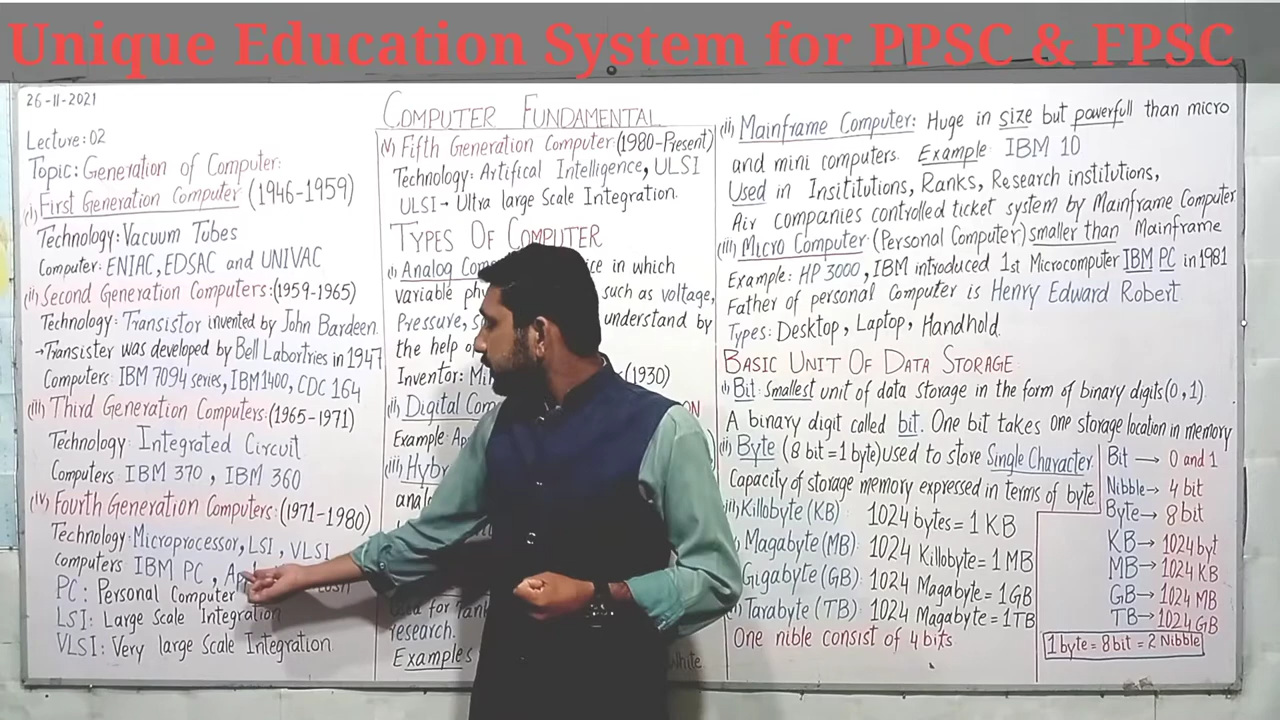 Unique Education System for PPSC & FPSC
26-11-2021
COMPUTER FUNDAMENTAL
Lecture: 02
Topic: Generation of Computer:
(i) First Generation Computer (1946-1959)
Technology: Vacuum Tubes
Computer: ENIAC, EDSAC and UNIVAC
(ii) Second Generation Computers: (1959-1965)
Technology: Transistor invented by John Bardeen.
→Transister was developed by Bell Labortries in 1947
Computers: IBM 7094 series, IBM1400, CDC 164
(iii) Third Generation Computers: (1965-1971)
Technology: Integrated Circuit
Computers IBM 370, IBM 360
(iv) Fourth Generation Computers: (1971-1980)
Technology: Microprocessor, LSI, VLSI
Computers IBM PC,
PC: Personal Computer
LSI: Large Scale Integration
VLSI: Very large Scale Integration.
(v) Fifth Generation Computer: (1980-Present)
Technology: Artifical Intelligence, ULSI
ULSI → Ultra large Scale Integration.
TYPES OF COMPUTER
(i) Analog in which
variable such as voltage,
Pressure, understand by
the help
Inventor: (1930)
(ii) Digital
Example:
(iii)
for
research.
Examples
(ii) Mainframe Computer: Huge in size but powerfull than micro
and mini computers. Example: IBM 10
Used in Insititutions, Ranks, Research institutions,
Air companies controlled ticket system by Mainframe Computer
(iii) Micro Computer: (Personal Computer) smaller than Mainframe
Example: HP 3000, IBM introduced 1st Microcomputer IBM PC in 1981
Father of personal Computer is Henry Edward Robert
Types: Desktop, Laptop, Handhold.
BASIC UNIT OF DATA STORAGE:
(i) Bit: Smallest unit of data Storage in the form of binary digits (0,1).
A binary digit called bit. One bit takes one storage location in memory
(ii) Byte (8 bit = 1 byte) used to store Single Character.
Capacity of storage memory expressed in terms of byte
Killobyte (KB) 1024 bytes = 1 KB
Magabyte (MB) 1024 Killobyte = 1 MB
Gigabyte (GB) 1024 Magabyte = 1GB
Tarabyte (TB) 1024 Magabyte = 1TB
One nible consist of 4 bits
Bit → 0 and 1
Nibble → 4 bit
Byte → 8 bit
KB → 1024 byt
MB → 1024 KB
GB → 1024 MB
TB → 1024 GB
1 byte = 8 bit = 2 Nibble